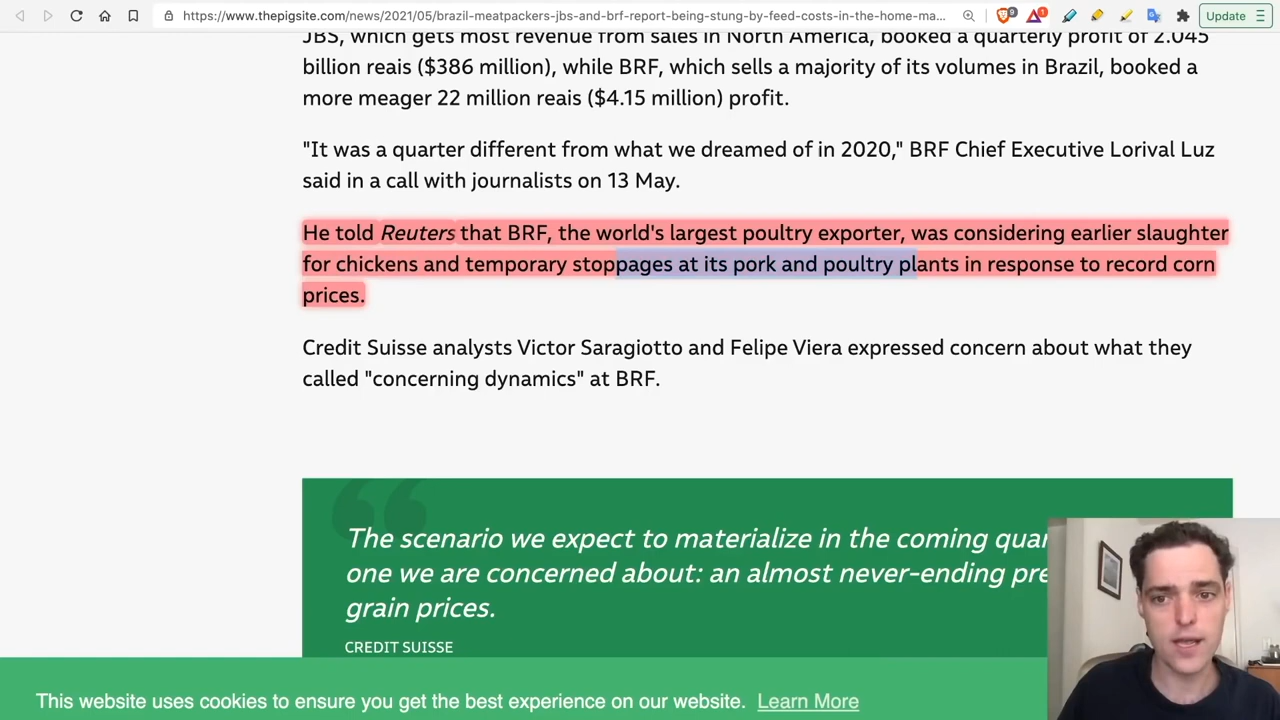 https://www.thepigsite.com/news/2021/05/brazil-meatpackers-jbs-and-brf-report-being-stung-by-feed-costs-in-the-home-ma...
9
1
Update
JBS, which gets most revenue from sales in North America, booked a quarterly profit of 2.045
billion reais ($386 million), while BRF, which sells a majority of its volumes in Brazil, booked a
more meager 22 million reais ($4.15 million) profit.
"It was a quarter different from what we dreamed of in 2020," BRF Chief Executive Lorival Luz
said in a call with journalists on 13 May.
He told Reuters that BRF, the world's largest poultry exporter, was considering earlier slaughter
for chickens and temporary stoppages at its pork and poultry plants in response to record corn
prices.
Credit Suisse analysts Victor Saragiotto and Felipe Viera expressed concern about what they
called "concerning dynamics" at BRF.
The scenario we expect to materialize in the coming quar
one we are concerned about: an almost never-ending pre
grain prices.
CREDIT SUISSE
This website uses cookies to ensure you get the best experience on our website. Learn More